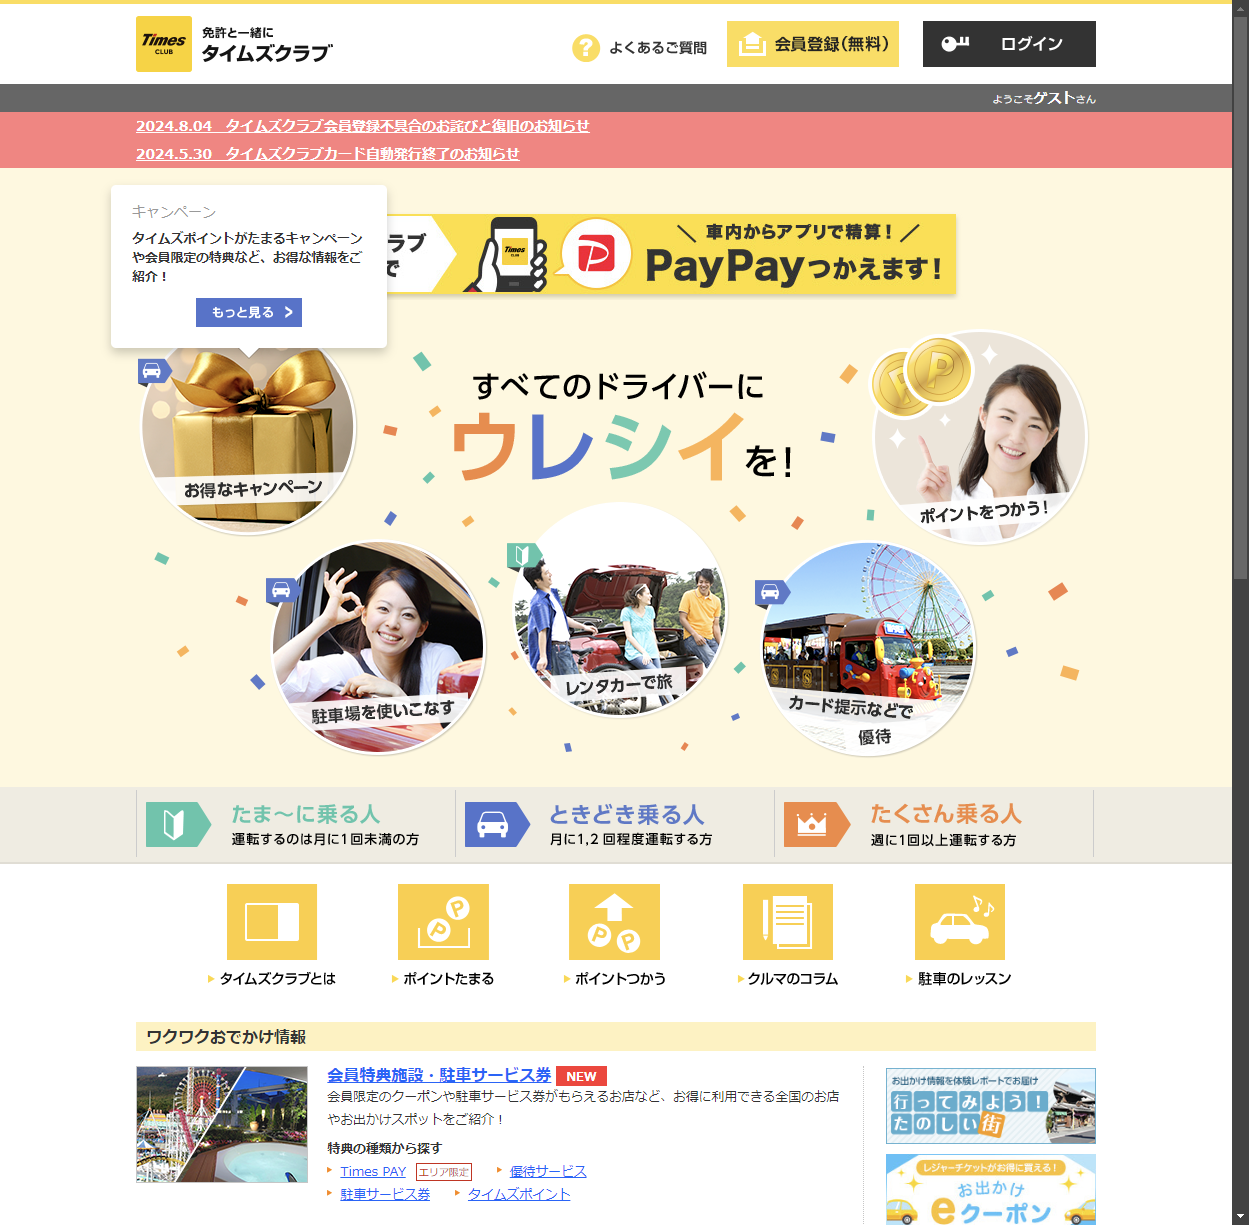 Times
CLUB
免許と一緒に
タイムズクラブ
よくあるご質問
会員登録(無料)
ログイン
ようこそゲストさん
2024.8.04　タイムズクラブ会員登録不具合のお詫びと復旧のお知らせ
2024.5.30　タイムズクラブカード自動発行終了のお知らせ
キャンペーン
タイムズポイントがたまるキャンペーン
や会員限定の特典など、お得な情報をご
紹介！
もっと見る
ラブ
で
Times
CLUB
＼ 車内からアプリで精算！／
PayPayつかえます!
すべてのドライバーに
ウレシイを!
お得なキャンペーン
ポイントをつかう!
駐車場を使いこなす
レンタカーで旅
カード提示などで
優待
たま～に乗る人
運転するのは月に1回未満の方
ときどき乗る人
月に1,2 回程度運転する方
たくさん乗る人
週に1回以上運転する方
タイムズクラブとは
ポイントたまる
ポイントつかう
クルマのコラム
駐車のレッスン
ワクワクおでかけ情報
会員特典施設・駐車サービス券 NEW
会員限定のクーポンや駐車サービス券がもらえるお店など、お得に利用できる全国のお店
やお出かけスポットをご紹介！
特典の種類から探す
Times PAY エリア限定 優待サービス
駐車サービス券 タイムズポイント
お出かけ情報を体験レポートでお届け
行ってみよう！
たのしい街
レジャーチケットがお得に買える！
お出かけ
eクーポン